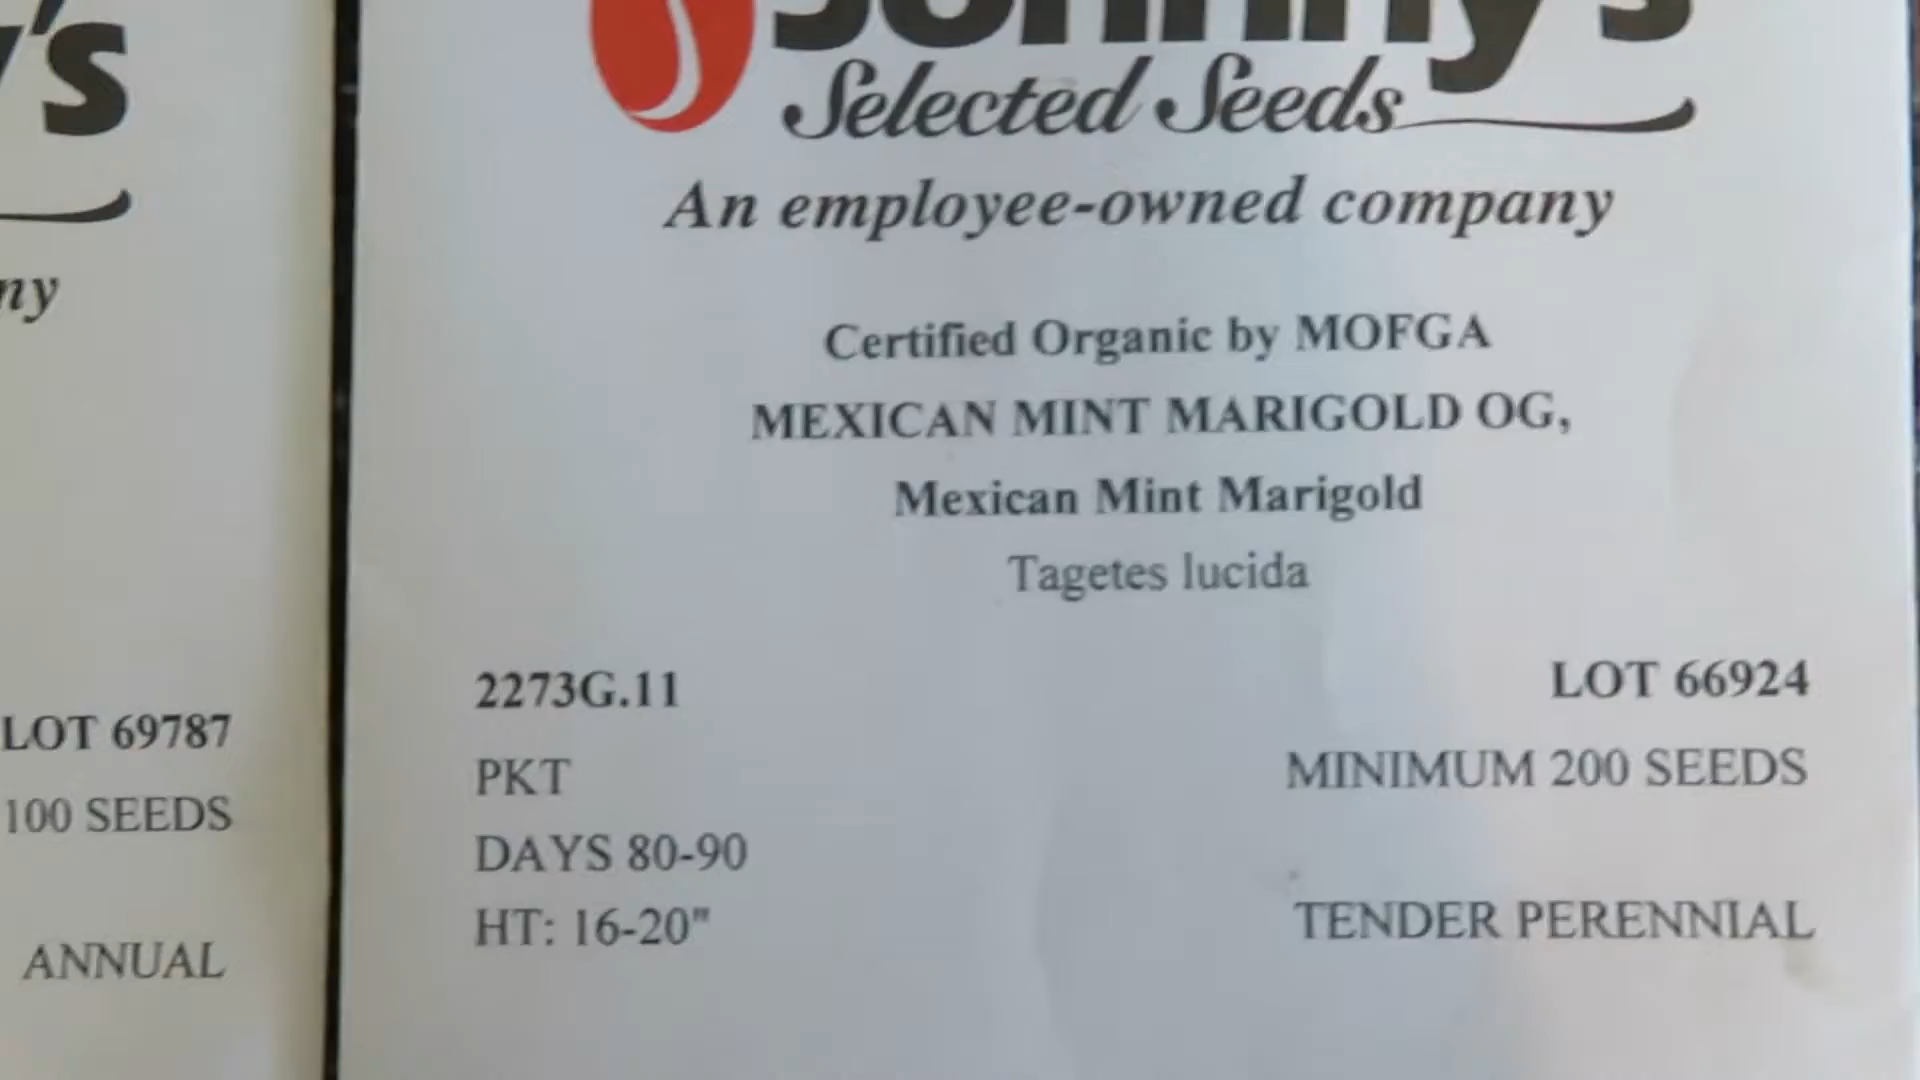 's
ny
LOT 69787
100 SEEDS
ANNUAL
Johnny's
Selected Seeds
An employee-owned company
Certified Organic by MOFGA
MEXICAN MINT MARIGOLD OG,
Mexican Mint Marigold
Tagetes lucida
2273G.11
LOT 66924
PKT
MINIMUM 200 SEEDS
DAYS 80-90
HT: 16-20"
TENDER PERENNIAL